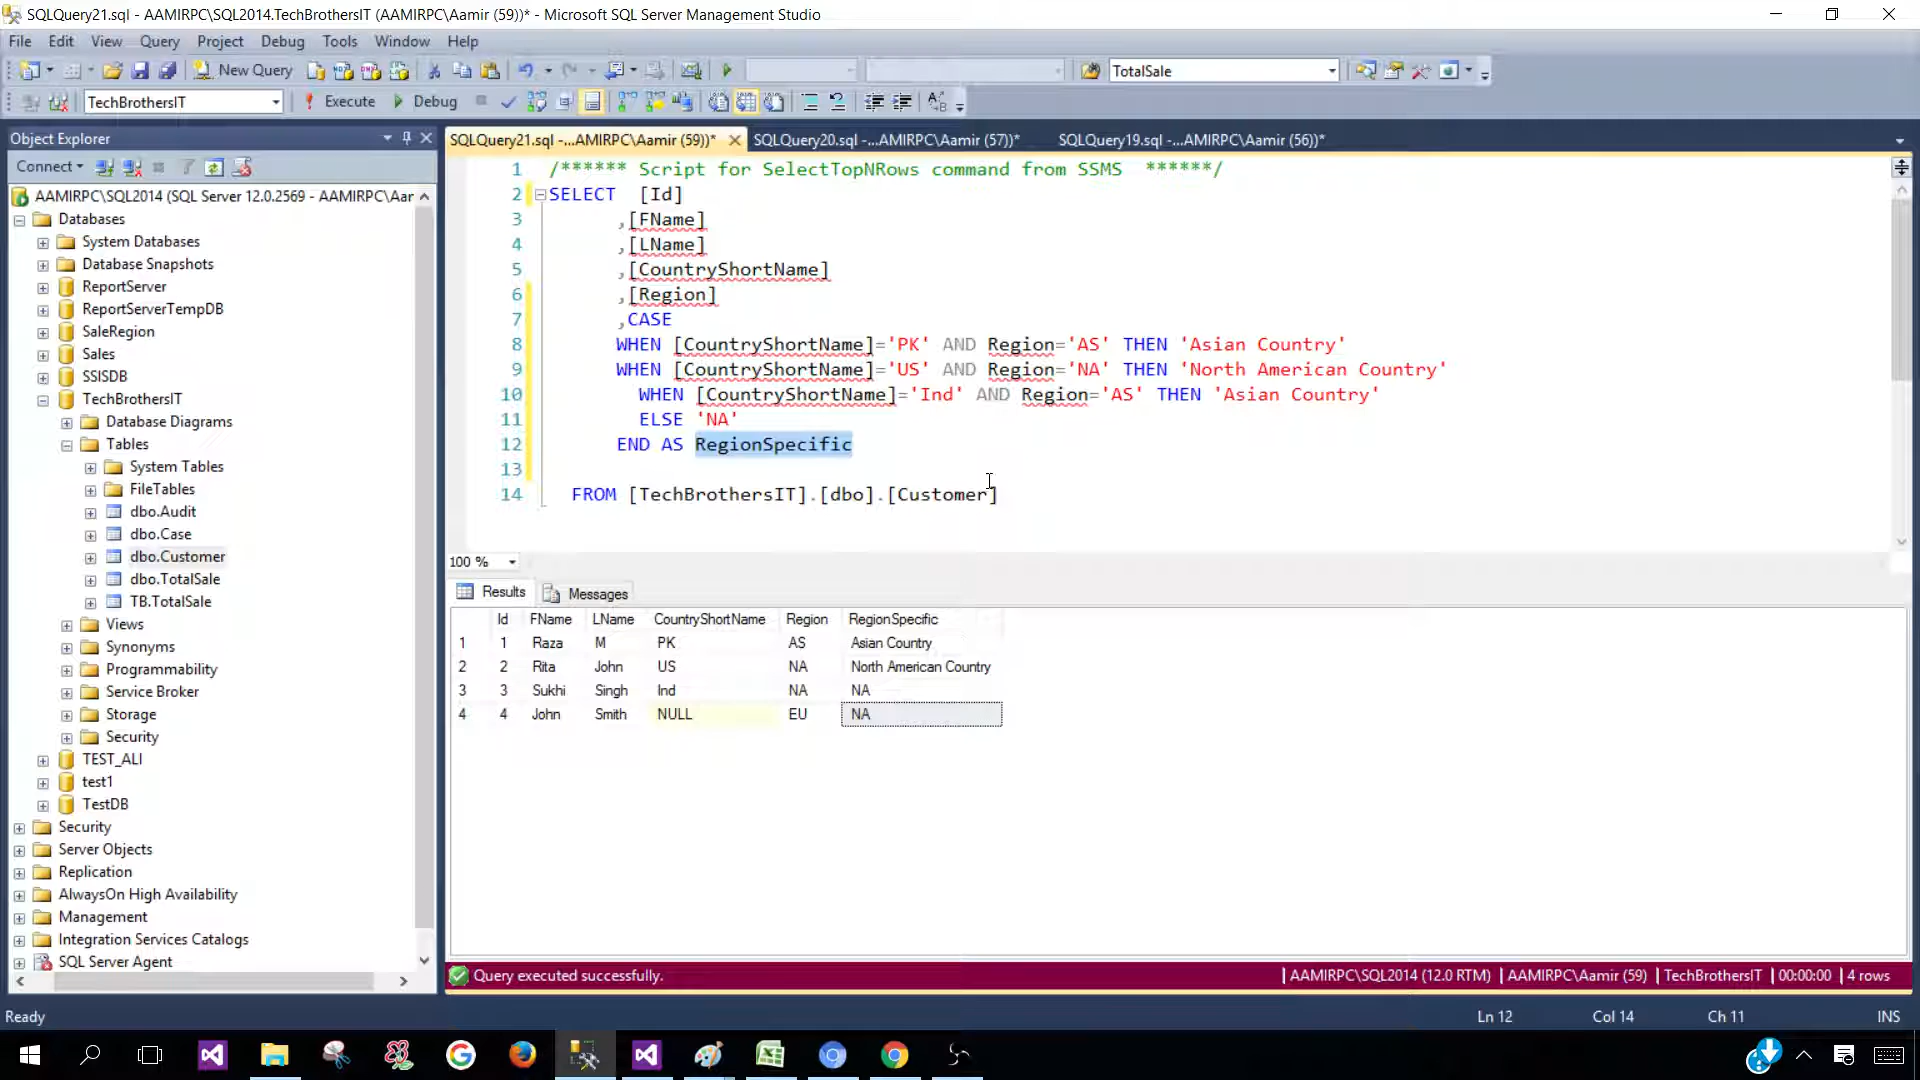 SQLQuery21.sql - AAMIRPC\SQL2014.TechBrothersIT (AAMIRPC\Aamir (59))* - Microsoft SQL Server Management Studio
File Edit View Query Project Debug Tools Window Help
New Query TotalSale
TechBrothersIT Execute Debug
Object Explorer
Connect
AAMIRPC\SQL2014 (SQL Server 12.0.2569 - AAMIRPC\Aar
Databases
System Databases
Database Snapshots
ReportServer
ReportServerTempDB
SaleRegion
Sales
SSISDB
TechBrothersIT
Database Diagrams
Tables
System Tables
FileTables
dbo.Audit
dbo.Case
dbo.Customer
dbo.TotalSale
TB.TotalSale
Views
Synonyms
Programmability
Service Broker
Storage
Security
TEST_ALI
test1
TestDB
Security
Server Objects
Replication
AlwaysOn High Availability
Management
Integration Services Catalogs
SQL Server Agent
SQLQuery21.sql -...AMIRPC\Aamir (59))* SQLQuery20.sql -...AMIRPC\Aamir (57))* SQLQuery19.sql -...AMIRPC\Aamir (56))*
1 /****** Script for SelectTopNRows command from SSMS ******/
2 SELECT [Id]
3 ,[FName]
4 ,[LName]
5 ,[CountryShortName]
6 ,[Region]
7 ,CASE
8 WHEN [CountryShortName]='PK' AND Region='AS' THEN 'Asian Country'
9 WHEN [CountryShortName]='US' AND Region='NA' THEN 'North American Country'
10 WHEN [CountryShortName]='Ind' AND Region='AS' THEN 'Asian Country'
11 ELSE 'NA'
12 END AS RegionSpecific
13
14 FROM [TechBrothersIT].[dbo].[Customer]
100 %
Results Messages
Id FName LName CountryShortName Region RegionSpecific
1 1 Raza M PK AS Asian Country
2 2 Rita John US NA North American Country
3 3 Sukhi Singh Ind NA NA
4 4 John Smith NULL EU NA
Query executed successfully. AAMIRPC\SQL2014 (12.0 RTM) AAMIRPC\Aamir (59) TechBrothersIT 00:00:00 4 rows
Ready Ln 12 Col 14 Ch 11 INS